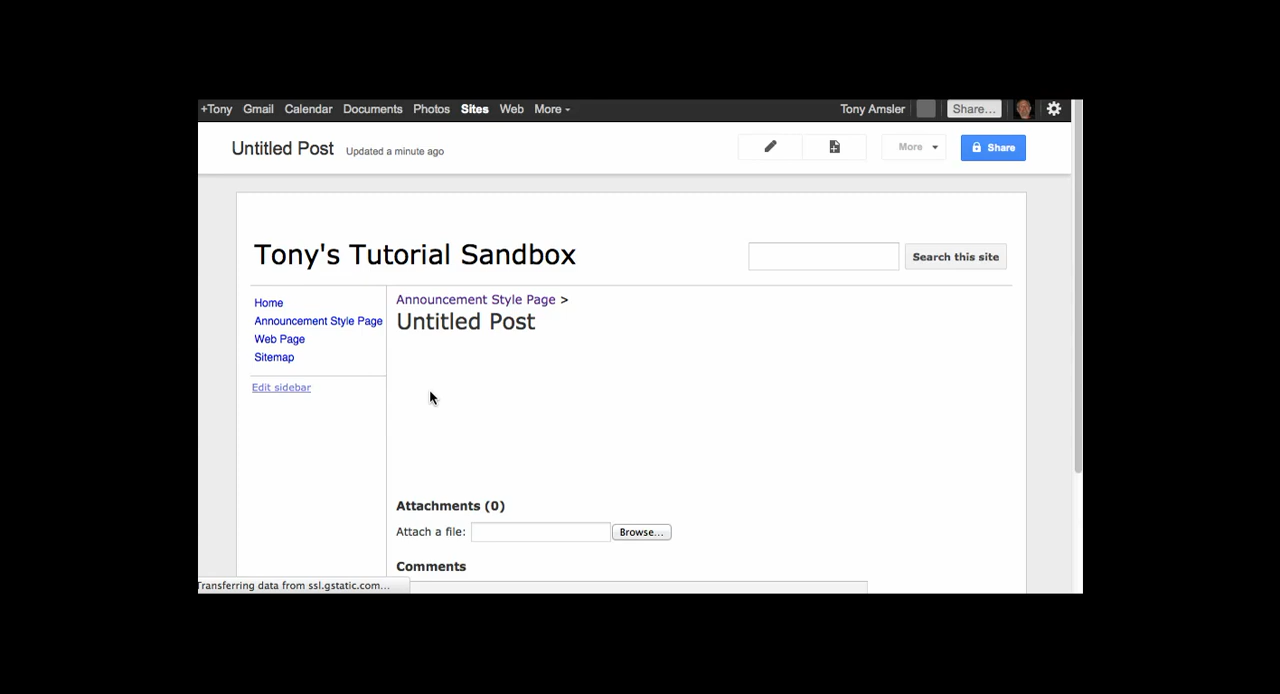 +Tony Gmail Calendar Documents Photos Sites Web More Tony Amsler Share...
Untitled Post Updated a minute ago More Share
Tony's Tutorial Sandbox Search this site
Home
Announcement Style Page
Web Page
Sitemap
Edit sidebar
Announcement Style Page >
Untitled Post
Attachments (0)
Attach a file: Browse...
Comments
Transferring data from ssl.gstatic.com...